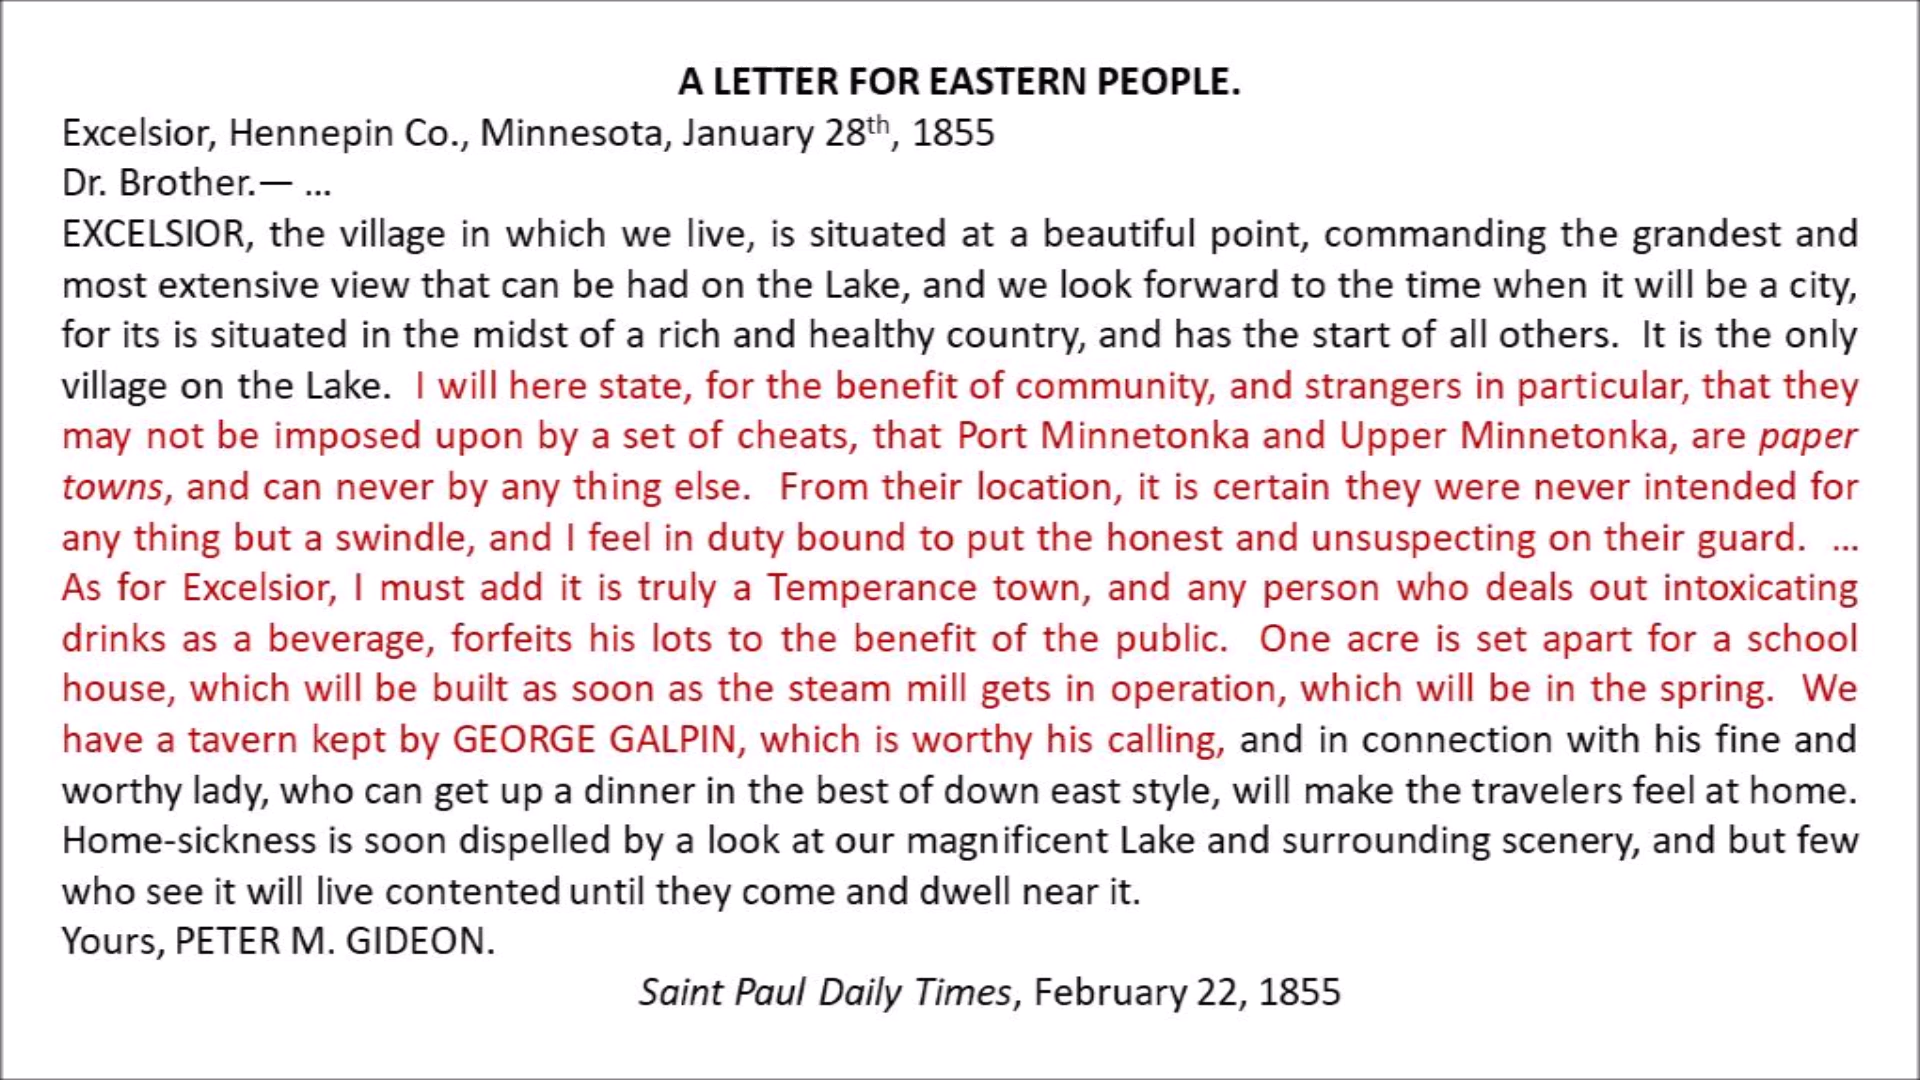 A LETTER FOR EASTERN PEOPLE.
Excelsior, Hennepin Co., Minnesota, January 28th, 1855
Dr. Brother.— ...
EXCELSIOR, the village in which we live, is situated at a beautiful point, commanding the grandest and
most extensive view that can be had on the Lake, and we look forward to the time when it will be a city,
for its is situated in the midst of a rich and healthy country, and has the start of all others. It is the only
village on the Lake. I will here state, for the benefit of community, and strangers in particular, that they
may not be imposed upon by a set of cheats, that Port Minnetonka and Upper Minnetonka, are paper
towns, and can never by any thing else. From their location, it is certain they were never intended for
any thing but a swindle, and I feel in duty bound to put the honest and unsuspecting on their guard. ...
As for Excelsior, I must add it is truly a Temperance town, and any person who deals out intoxicating
drinks as a beverage, forfeits his lots to the benefit of the public. One acre is set apart for a school
house, which will be built as soon as the steam mill gets in operation, which will be in the spring. We
have a tavern kept by GEORGE GALPIN, which is worthy his calling, and in connection with his fine and
worthy lady, who can get up a dinner in the best of down east style, will make the travelers feel at home.
Home-sickness is soon dispelled by a look at our magnificent Lake and surrounding scenery, and but few
who see it will live contented until they come and dwell near it.
Yours, PETER M. GIDEON.
Saint Paul Daily Times, February 22, 1855